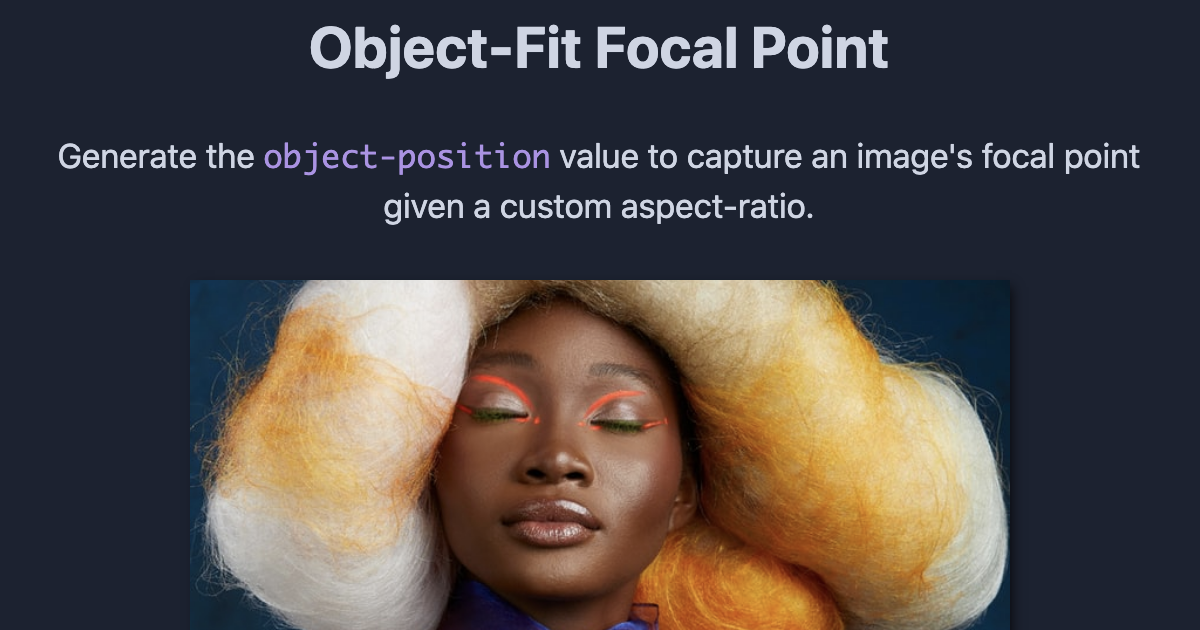 Object-Fit Focal Point
Generate the object-position value to capture an image's focal point
given a custom aspect-ratio.